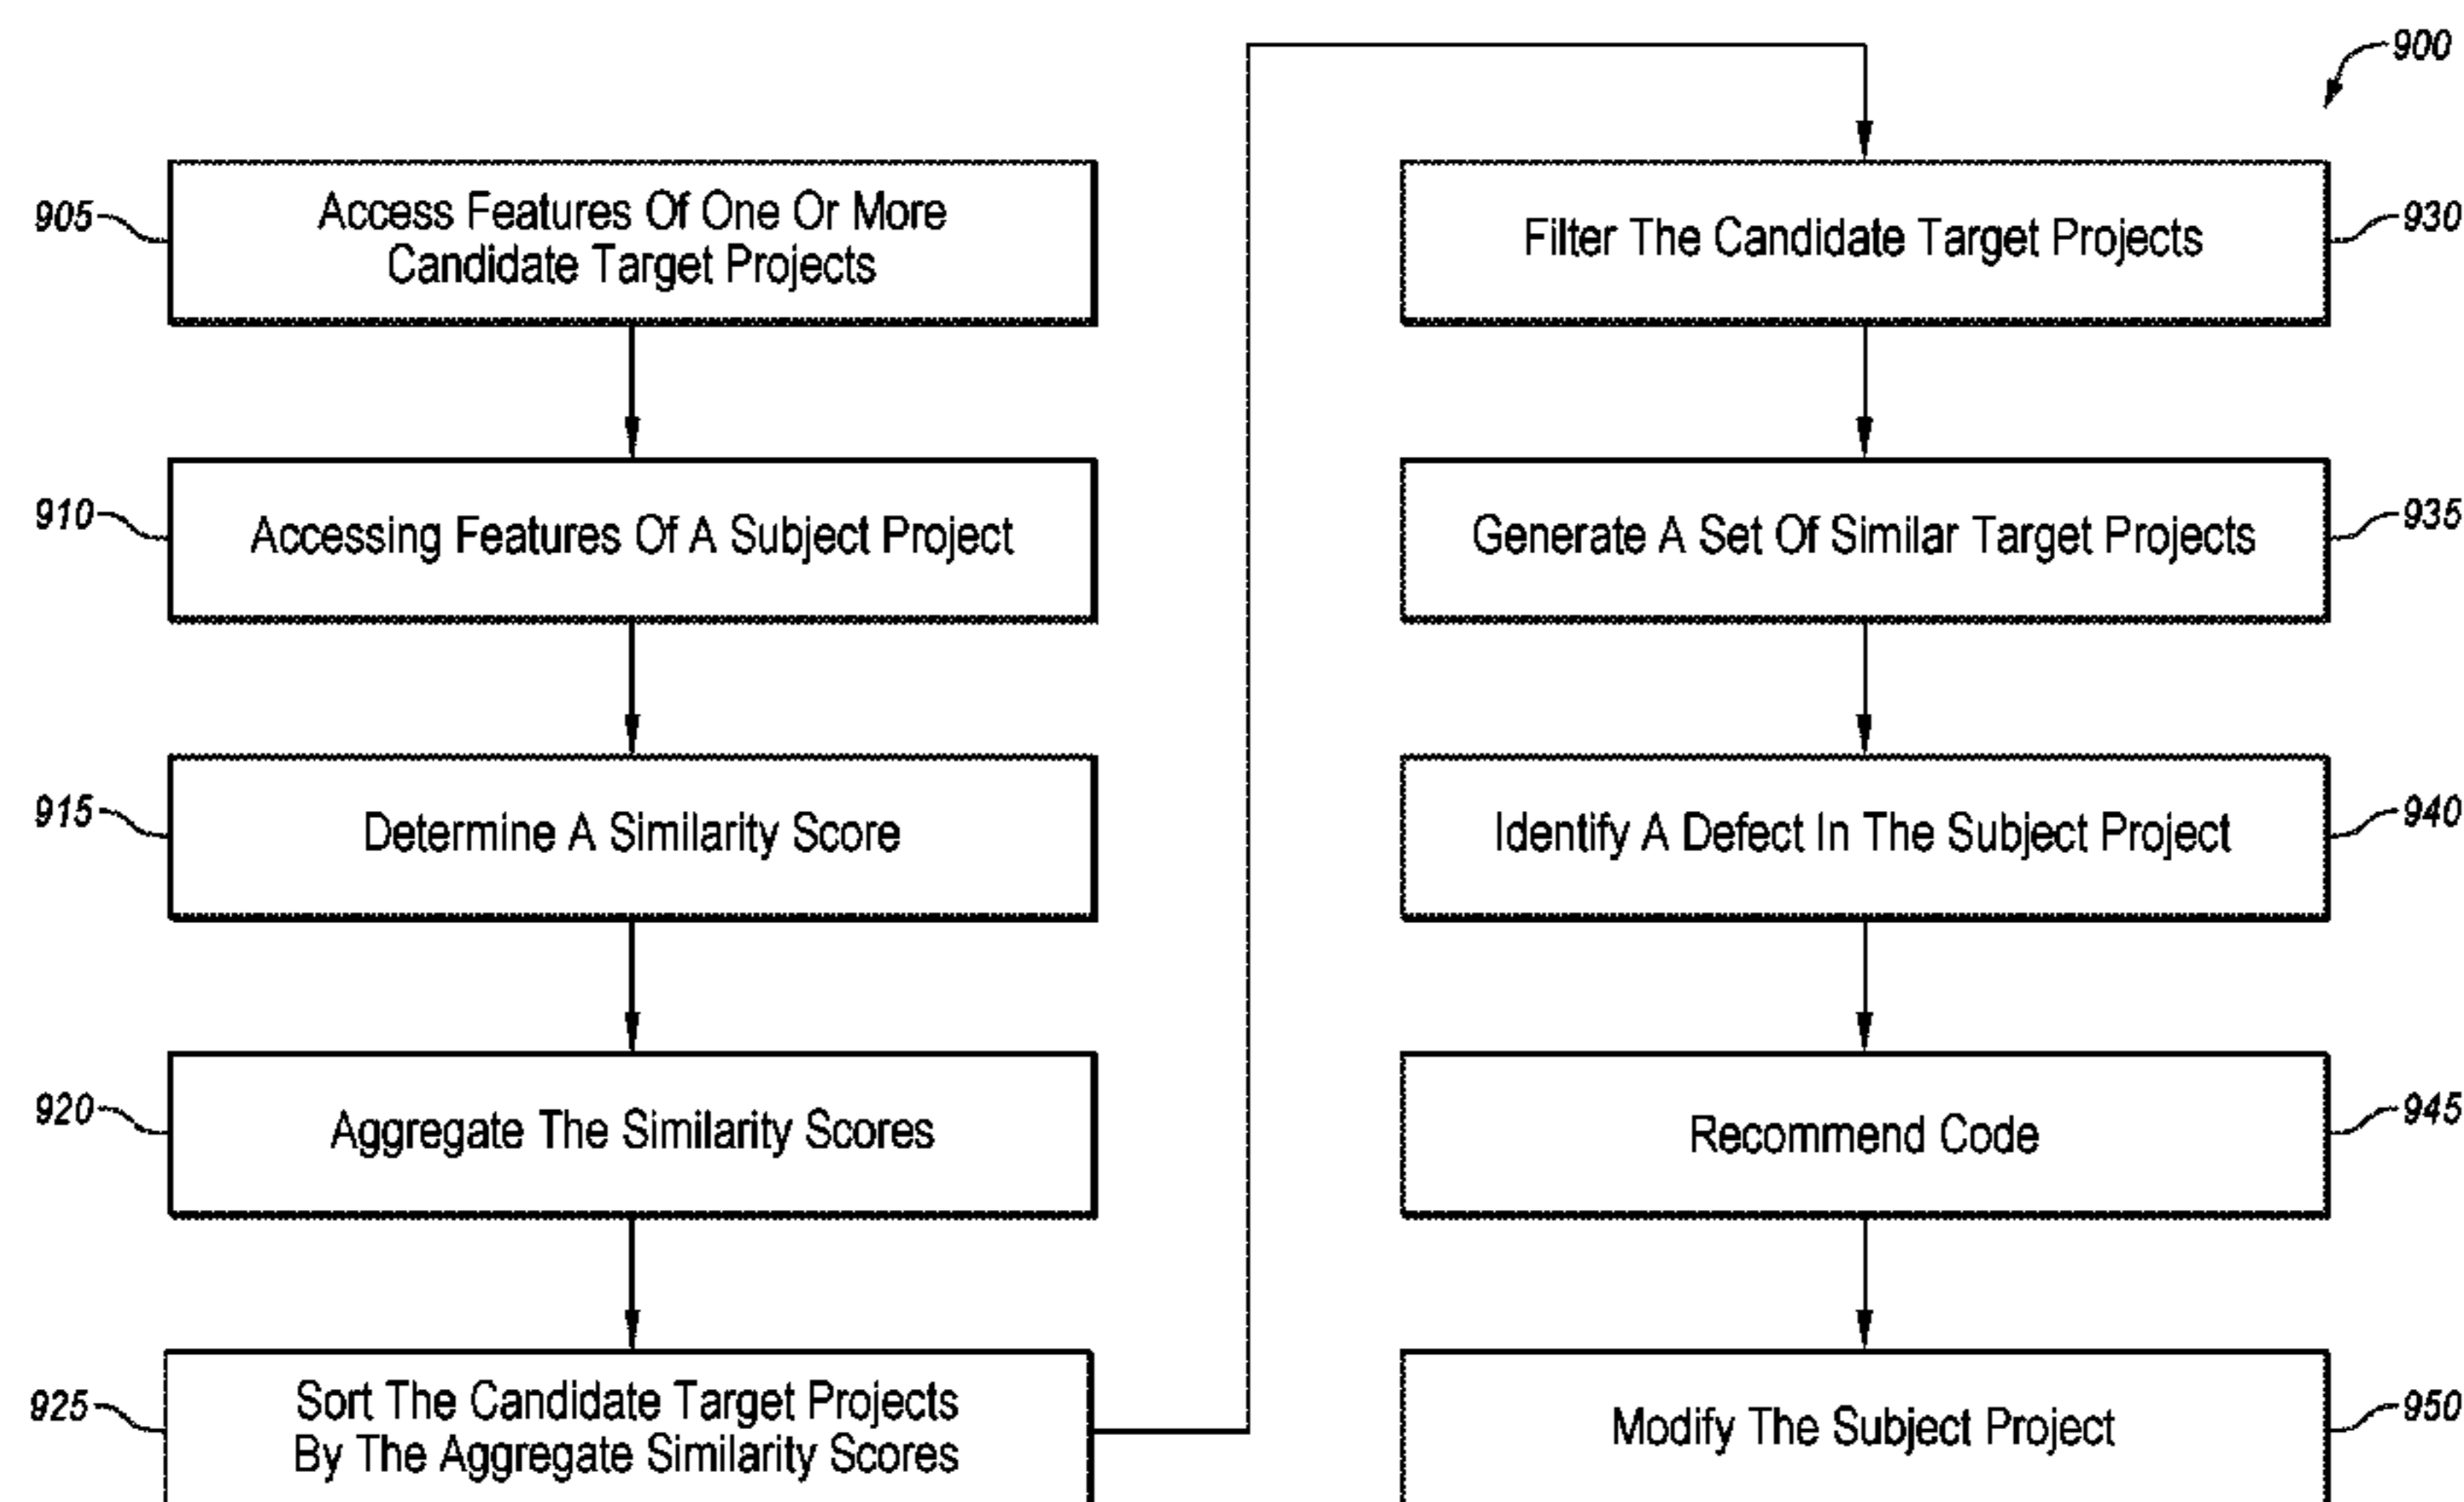 900
905
Access Features Of One Or More
Candidate Target Projects
910
Accessing Features Of A Subject Project
915
Determine A Similarity Score
920
Aggregate The Similarity Scores
925
Sort The Candidate Target Projects
By The Aggregate Similarity Scores
Filter The Candidate Target Projects
930
Generate A Set Of Similar Target Projects
935
Identify A Defect In The Subject Project
940
Recommend Code
945
Modify The Subject Project
950